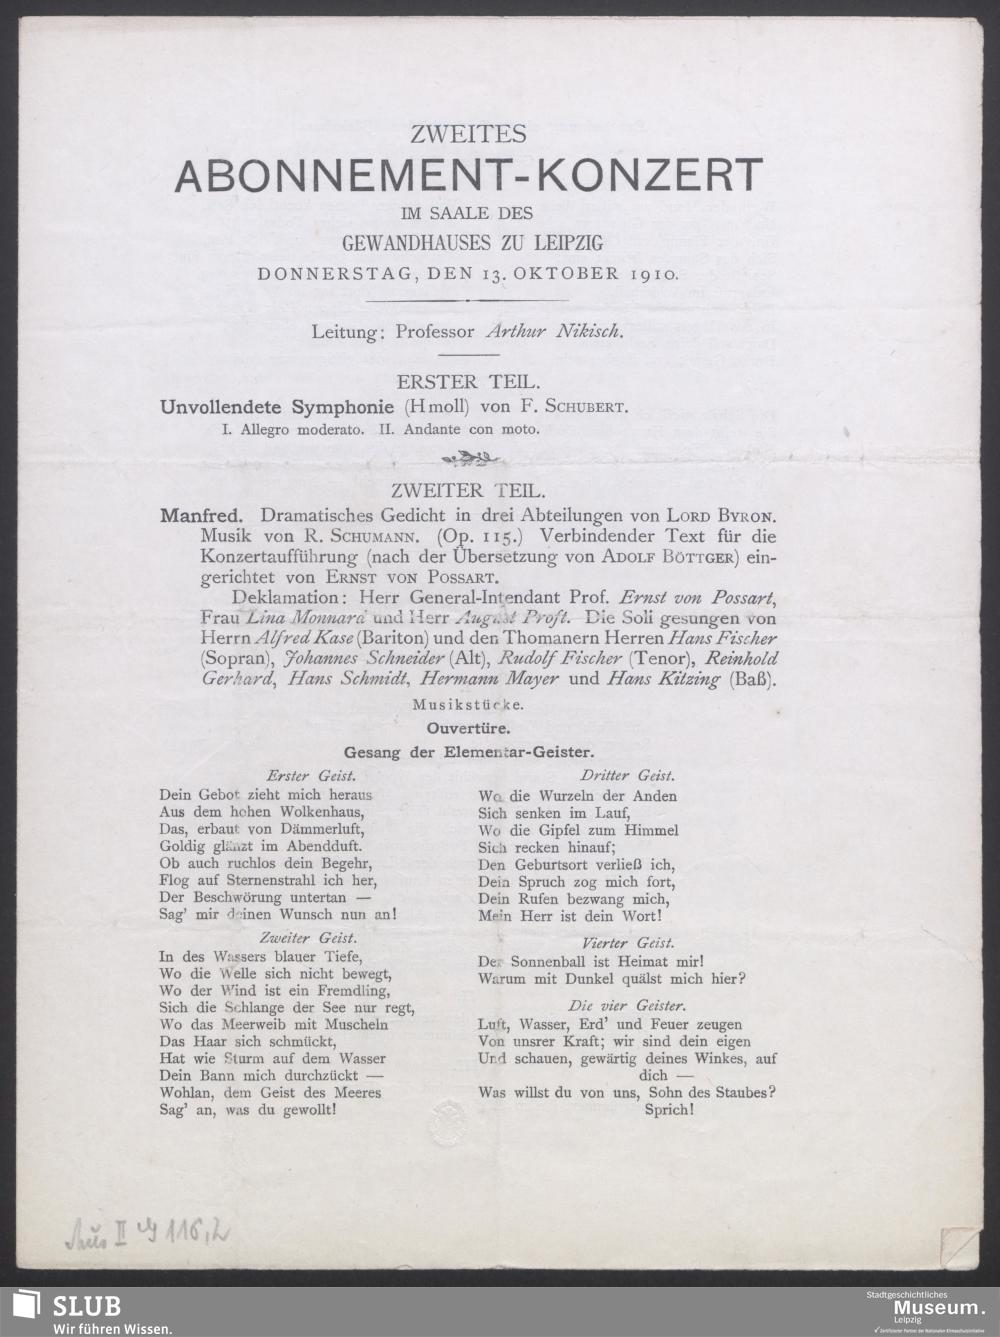 ZWEITES
ABONNEMENT-KONZERT
IM SAALE DES
GEWANDHAUSES ZU LEIPZIG
DONNERSTAG, DEN 13. OKTOBER 1910.
Leitung: Professor Arthur Nikisch.
ERSTER TEIL.
Unvollendete Symphonie (H moll) von F. SCHUBERT.
I. Allegro moderato. II. Andante con moto.
ZWEITER TEIL.
Manfred. Dramatisches Gedicht in drei Abteilungen von LORD BYRON.
Musik von R. SCHUMANN. (Op. 115.) Verbindender Text für die
Konzertaufführung (nach der Übersetzung von ADOLF BÖTTGER) ein-
gerichtet von ERNST VON POSSART.
Deklamation: Herr General-Intendant Prof. Ernst von Possart,
Frau Lina Monnard und Herr August Proft. Die Soli gesungen von
Herrn Alfred Kase (Bariton) und den Thomanern Herren Hans Fischer
(Sopran), Johannes Schneider (Alt), Rudolf Fischer (Tenor), Reinhold
Gerhard, Hans Schmidt, Hermann Mayer und Hans Kitzing (Baß).
Musikstücke.
Ouvertüre.
Gesang der Elementar-Geister.
Erster Geist.
Dein Gebot zieht mich heraus
Aus dem hohen Wolkenhaus,
Das, erbaut von Dämmerluft,
Goldig glänzt im Abendduft.
Ob auch ruchlos dein Begehr,
Flog auf Sternenstrahl ich her,
Der Beschwörung untertan —
Sag' mir deinen Wunsch nun an!
Zweiter Geist.
In des Wassers blauer Tiefe,
Wo die Welle sich nicht bewegt,
Wo der Wind ist ein Fremdling,
Sich die Schlange der See nur regt,
Wo das Meerweib mit Muscheln
Das Haar sich schmückt,
Hat wie Sturm auf dem Wasser
Dein Bann mich durchzückt —
Wohlan, dem Geist des Meeres
Sag' an, was du gewollt!
Dritter Geist.
Wo die Wurzeln der Anden
Sich senken im Lauf,
Wo die Gipfel zum Himmel
Sich recken hinauf;
Den Geburtsort verließ ich,
Dein Spruch zog mich fort,
Dein Rufen bezwang mich,
Mein Herr ist dein Wort!
Vierter Geist.
Der Sonnenball ist Heimat mir!
Warum mit Dunkel quälst mich hier?
Die vier Geister.
Luft, Wasser, Erd' und Feuer zeugen
Von unsrer Kraft; wir sind dein eigen
Und schauen, gewärtig deines Winkes, auf
dich —
Was willst du von uns, Sohn des Staubes?
Sprich!
II 116,2
SLUB
Wir führen Wissen.
Stadtgeschichtliches
Museum.
Leipzig
Zertifizierter Partner der Nationalen Klimaschutzinitiative